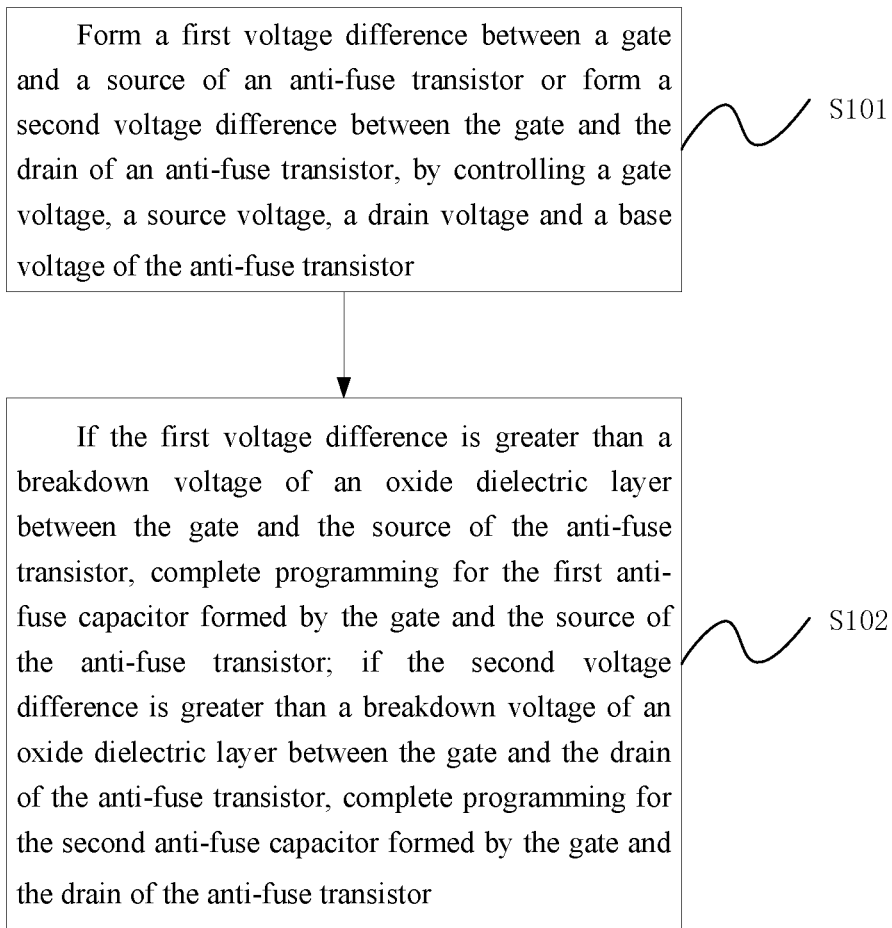 Form a first voltage difference between a gate
and a source of an anti-fuse transistor or form a
second voltage difference between the gate and the
drain of an anti-fuse transistor, by controlling a gate
voltage, a source voltage, a drain voltage and a base
voltage of the anti-fuse transistor
S101
If the first voltage difference is greater than a
breakdown voltage of an oxide dielectric layer
between the gate and the source of the anti-fuse
transistor, complete programming for the first anti-
fuse capacitor formed by the gate and the source of
the anti-fuse transistor; if the second voltage
difference is greater than a breakdown voltage of an
oxide dielectric layer between the gate and the drain
of the anti-fuse transistor, complete programming for
the second anti-fuse capacitor formed by the gate and
the drain of the anti-fuse transistor
S102